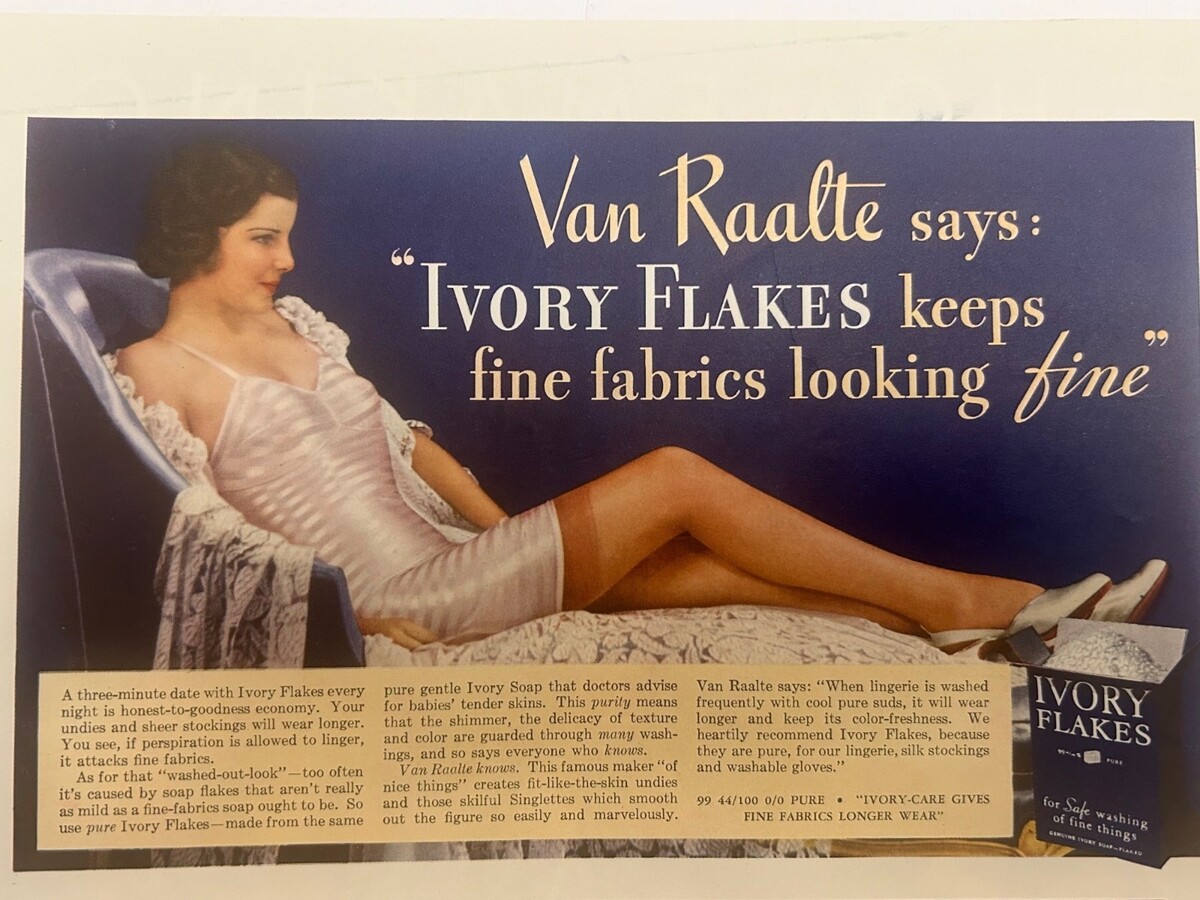 Van Raalte says:
“IVORY FLAKES keeps
fine fabrics looking fine”
A three-minute date with Ivory Flakes every
night is honest-to-goodness economy. Your
undies and sheer stockings will wear longer.
You see, if perspiration is allowed to linger,
it attacks fine fabrics.
As for that “washed-out-look”—too often
it’s caused by soap flakes that aren’t really
as mild as a fine-fabrics soap ought to be. So
use pure Ivory Flakes—made from the same
pure gentle Ivory Soap that doctors advise
for babies’ tender skins. This purity means
that the shimmer, the delicacy of texture
and color are guarded through many wash-
ings, and so says everyone who knows.
Van Raalte knows. This famous maker “of
nice things” creates fit-like-the-skin undies
and those skilful Singlettes which smooth
out the figure so easily and marvelously.
Van Raalte says: “When lingerie is washed
frequently with cool pure suds, it will wear
longer and keep its color-freshness. We
heartily recommend Ivory Flakes, because
they are pure, for our lingerie, silk stockings
and washable gloves.”
99 44/100 0/0 PURE • “IVORY-CARE GIVES
FINE FABRICS LONGER WEAR”
IVORY
FLAKES
PURE
for Safe washing
of fine things
GENUINE IVORY SOAP—FLAKED